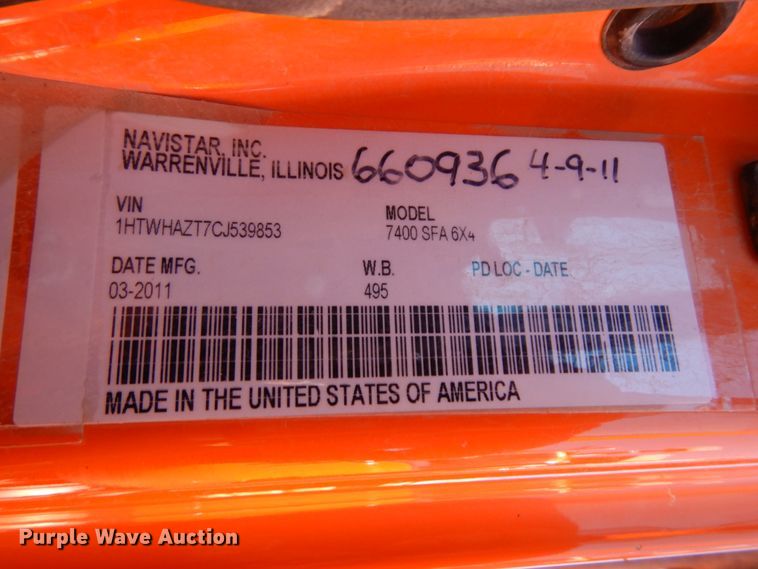 NAVISTAR, INC.
WARRENVILLE, ILLINOIS 660936 4-9-11
VIN MODEL
1HTWHAZT7CJ539853 7400 SFA 6X4
DATE MFG. W.B. PD LOC - DATE
03-2011 495
MADE IN THE UNITED STATES OF AMERICA
Purple Wave Auction